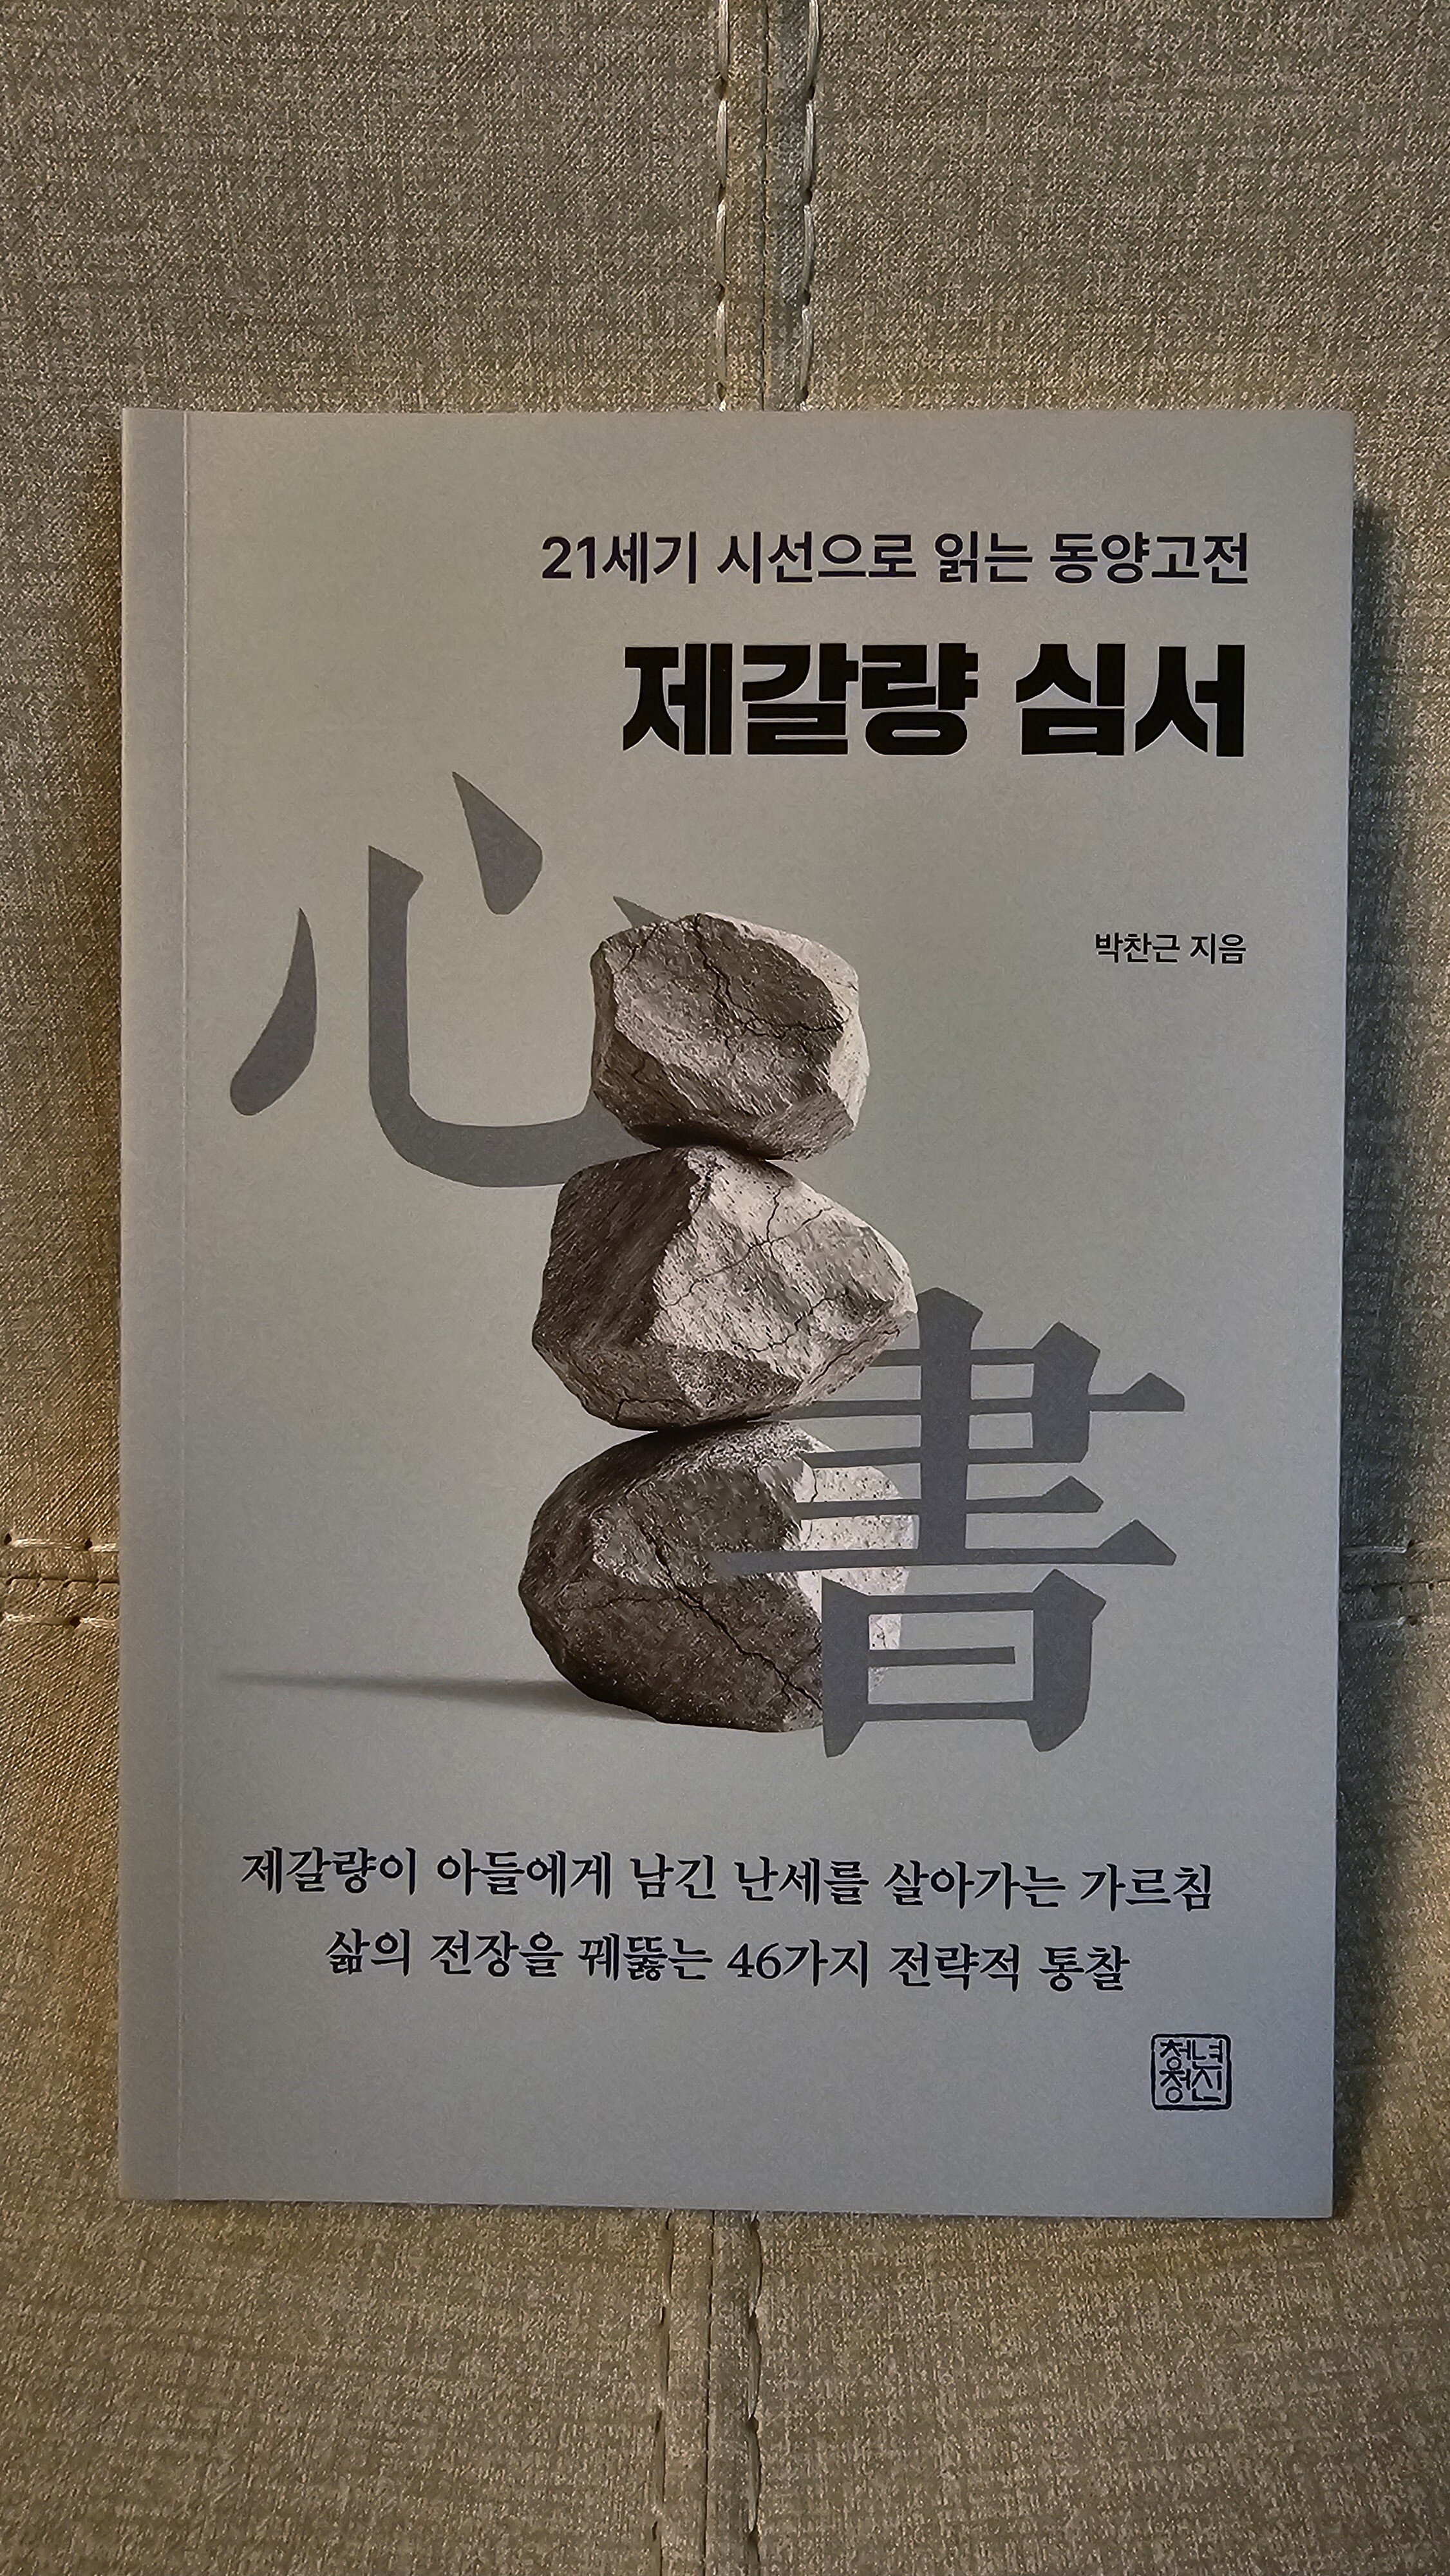 21세기 시선으로 읽는 동양고전
제갈량 심서
心
박찬근 지음
書
제갈량이 아들에게 남긴 난세를 살아가는 가르침
삶의 전장을 꿰뚫는 46가지 전략적 통찰
청년
정신